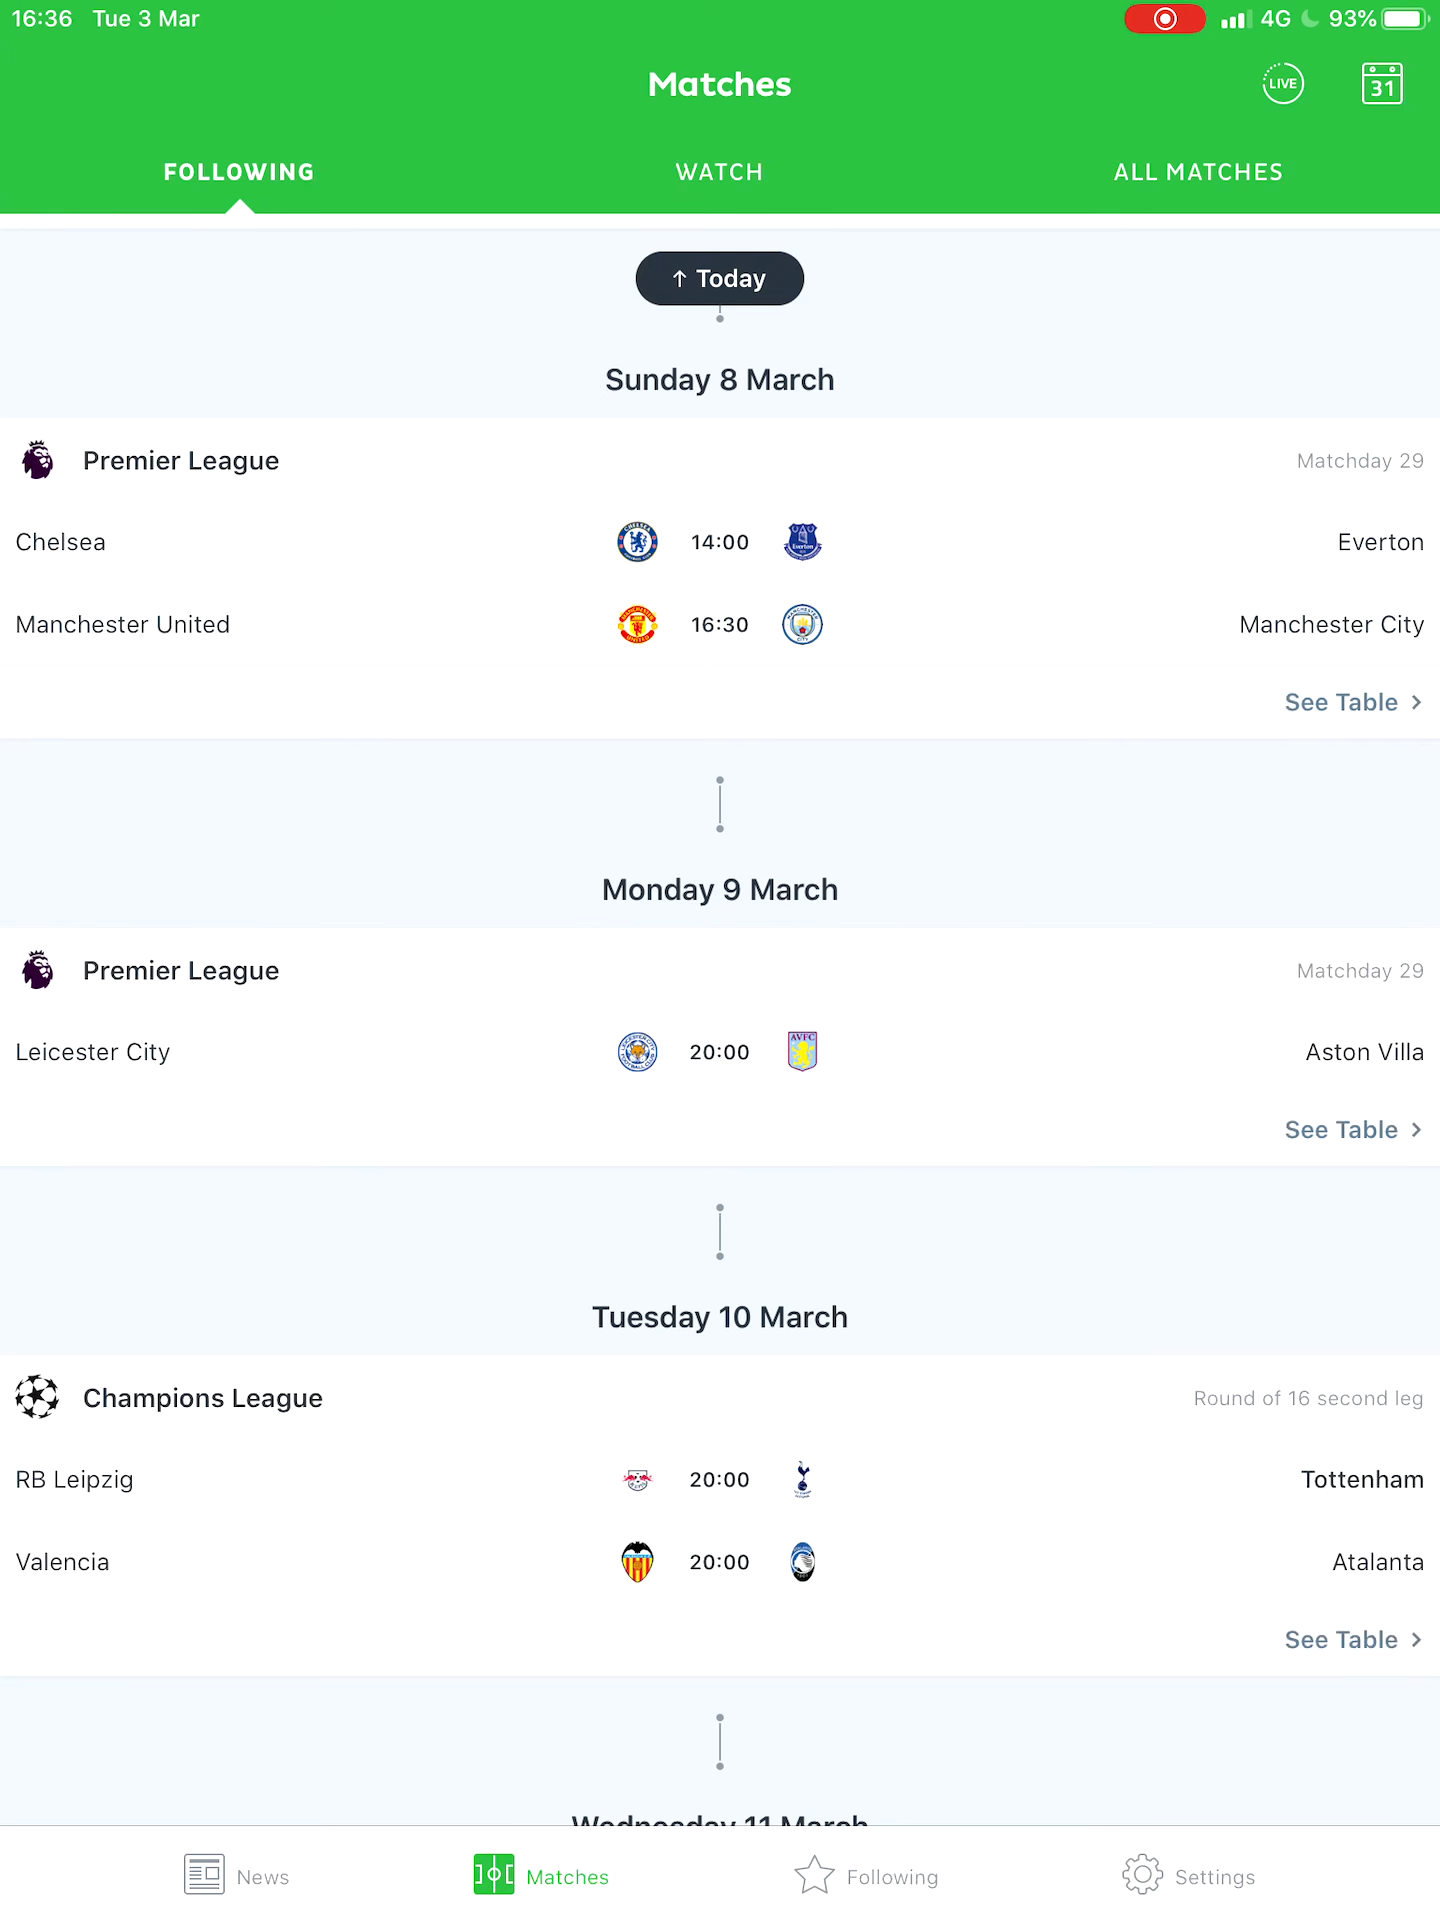 16:36 Tue 3 Mar 4G 93%
Matches
LIVE
31
FOLLOWING WATCH ALL MATCHES
↑ Today
Sunday 8 March
Premier League Matchday 29
Chelsea 14:00 Everton
Manchester United 16:30 Manchester City
See Table >
Monday 9 March
Premier League Matchday 29
Leicester City 20:00 Aston Villa
See Table >
Tuesday 10 March
Champions League Round of 16 second leg
RB Leipzig 20:00 Tottenham
Valencia 20:00 Atalanta
See Table >
Wednesday 11 March
News Matches Following Settings